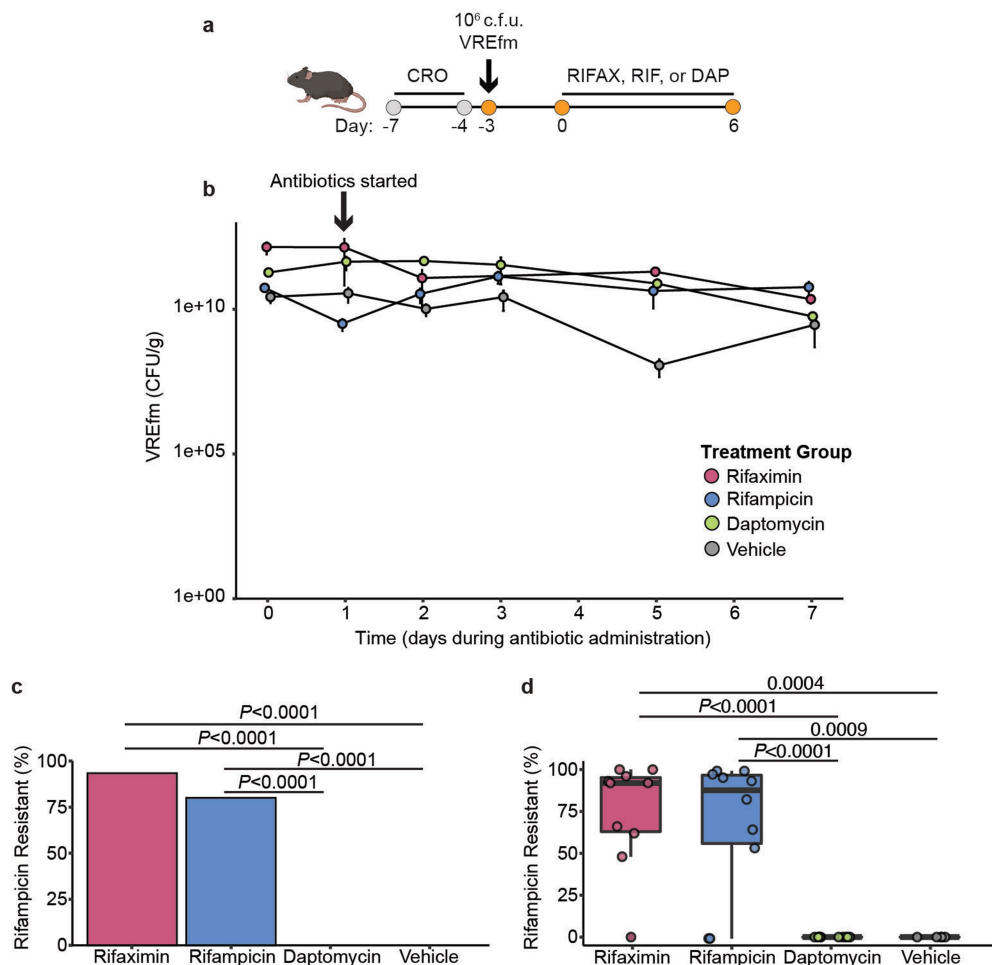 a
10⁶ c.f.u.
VREfm
CRO
RIFAX, RIF, or DAP
Day: -7 -4 -3 0 6
b
Antibiotics started
VREfm (CFU/g)
1e+10
1e+05
1e+00
Treatment Group
Rifaximin
Rifampicin
Daptomycin
Vehicle
0 1 2 3 4 5 6 7
Time (days during antibiotic administration)
c
P<0.0001
P<0.0001
P<0.0001
P<0.0001
Rifampicin Resistant (%)
100
75
50
25
0
Rifaximin Rifampicin Daptomycin Vehicle
d
0.0004
P<0.0001
0.0009
P<0.0001
Rifampicin Resistant (%)
100
75
50
25
0
Rifaximin Rifampicin Daptomycin Vehicle